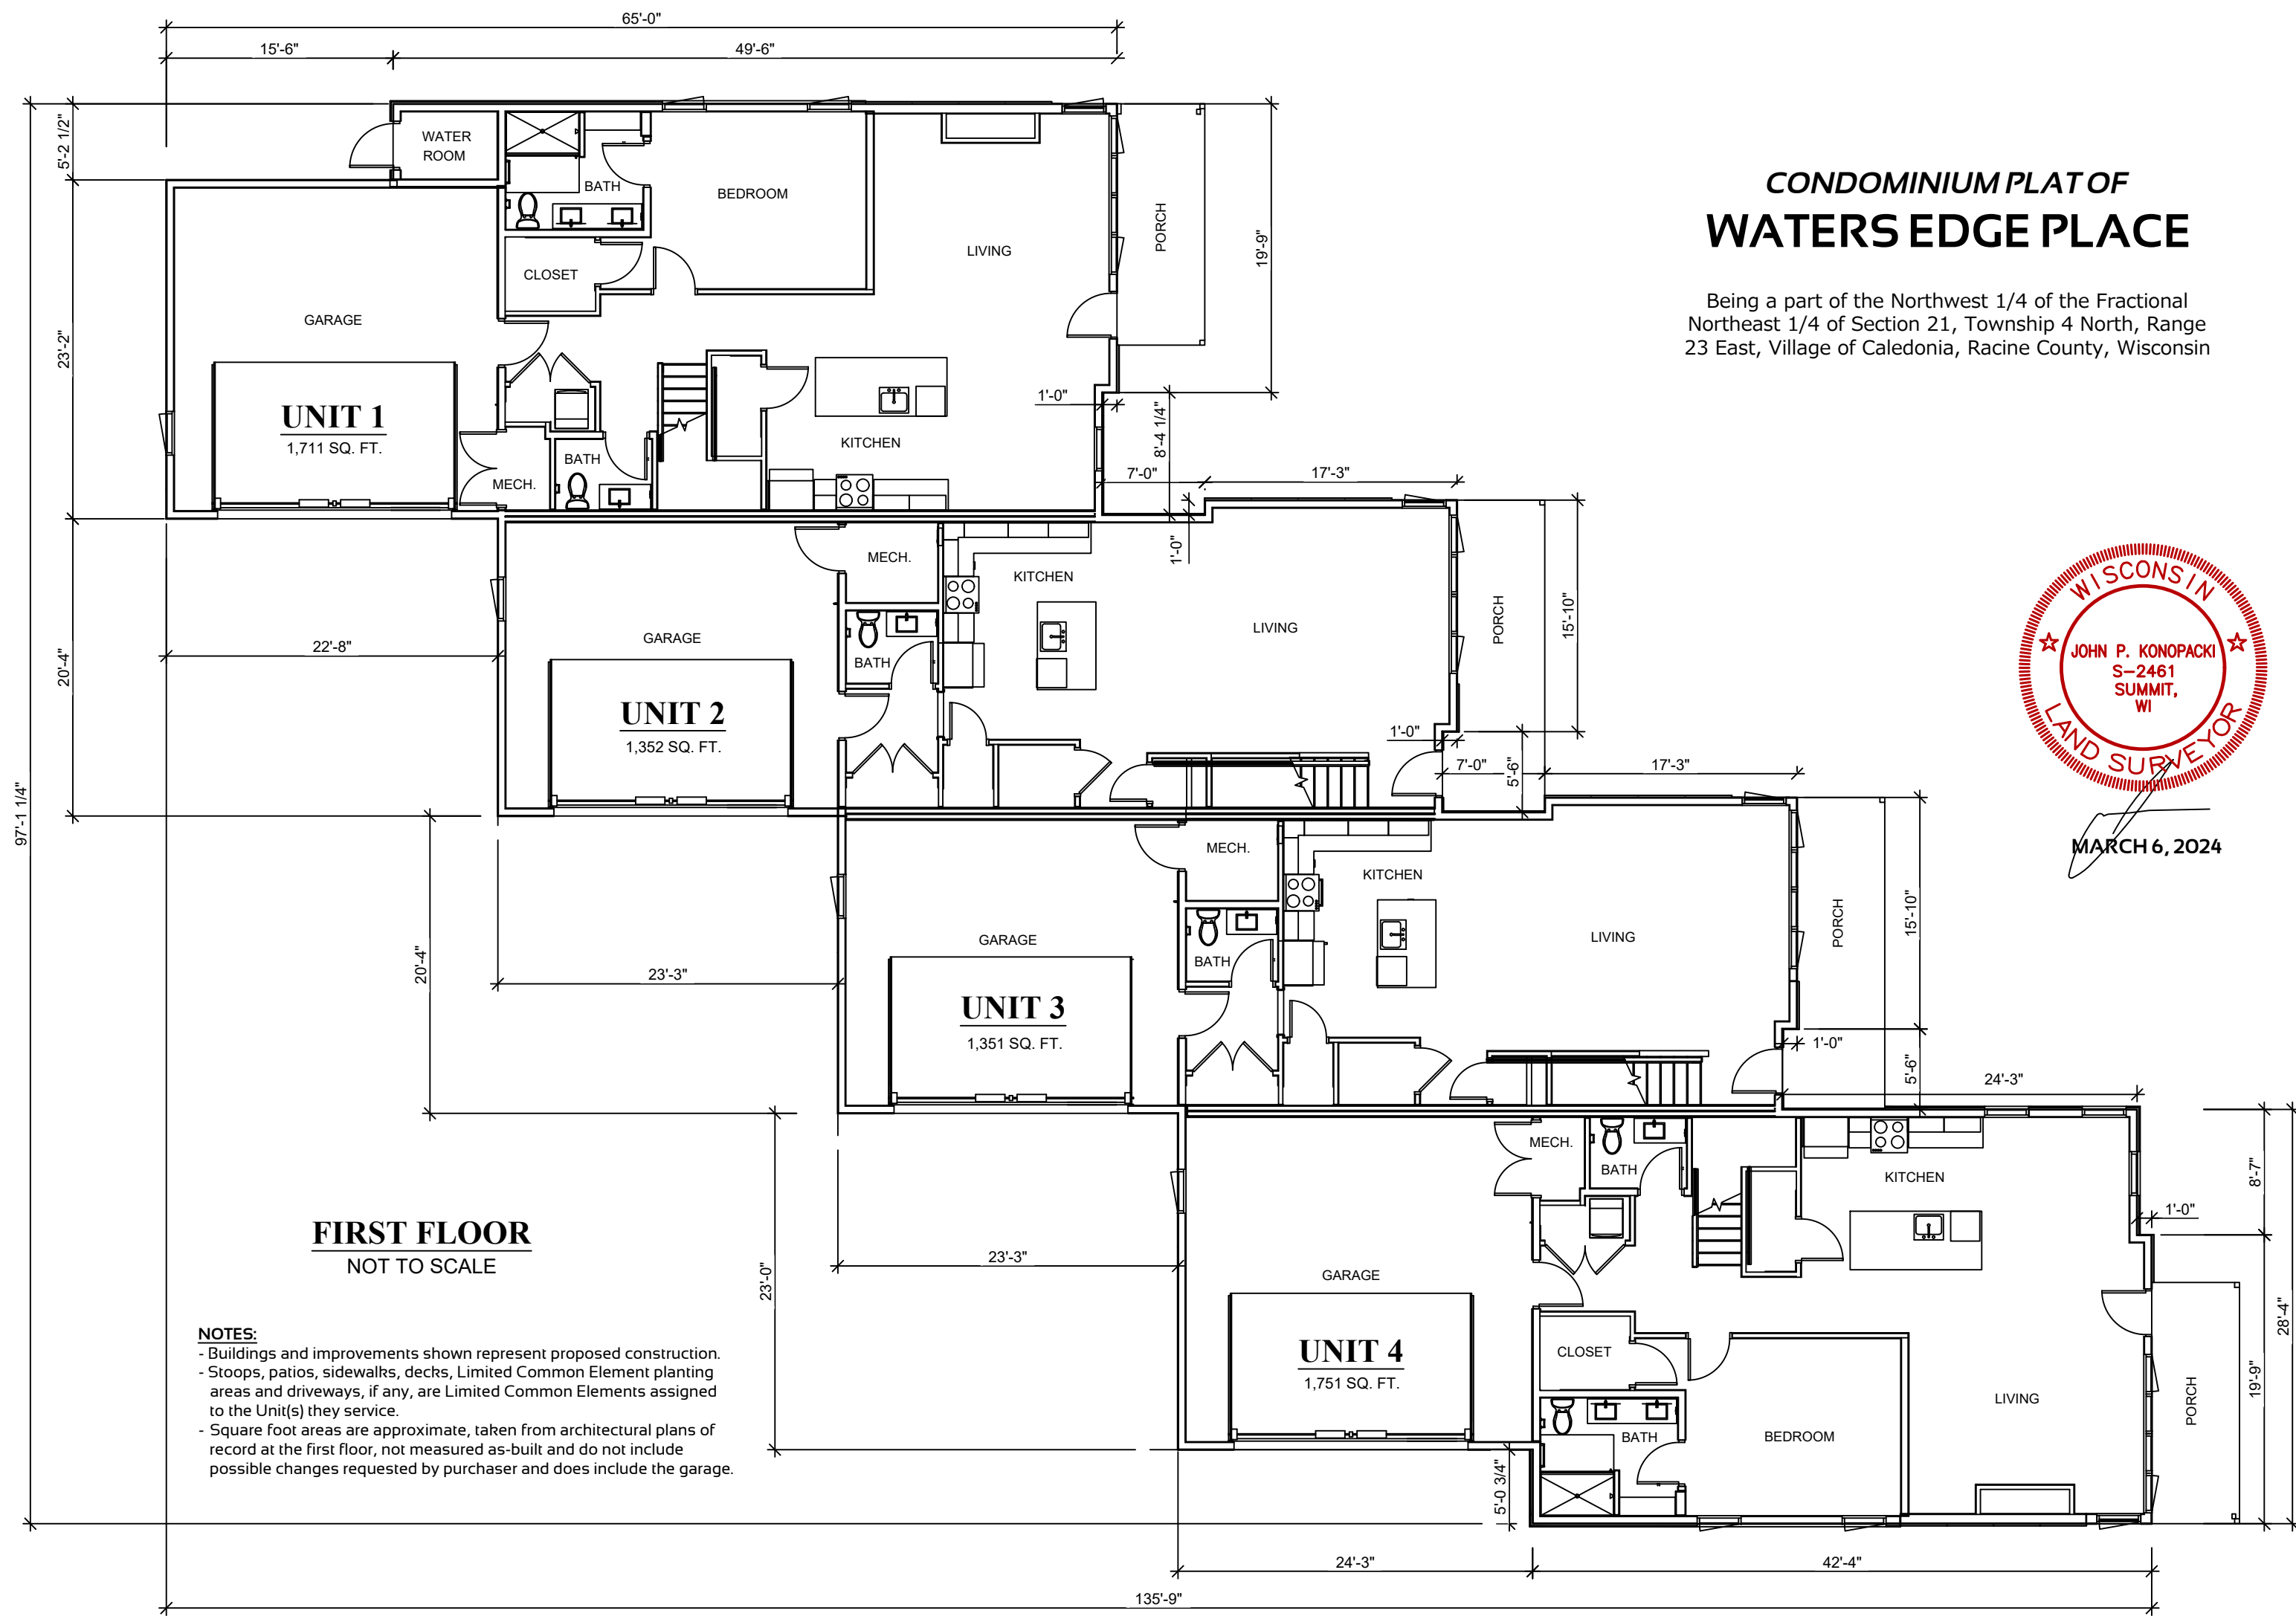 65'-0"
15'-6"
49'-6"
5'-2 1/2"
23'-2"
20'-4"
97'-1 1/4"
WATER
ROOM
BATH
BEDROOM
CLOSET
LIVING
PORCH
19'-9"
GARAGE
UNIT 1
1,711 SQ. FT.
MECH.
BATH
KITCHEN
1'-0"
8'-4 1/4"
7'-0"
17'-3"
1'-0"
CONDOMINIUM PLAT OF
WATERS EDGE PLACE
Being a part of the Northwest 1/4 of the Fractional
Northeast 1/4 of Section 21, Township 4 North, Range
23 East, Village of Caledonia, Racine County, Wisconsin
22'-8"
GARAGE
UNIT 2
1,352 SQ. FT.
MECH.
BATH
KITCHEN
LIVING
PORCH
15'-10"
1'-0"
7'-0"
5'-6"
17'-3"
WISCONSIN
JOHN P. KONOPACKI
S-2461
SUMMIT,
WI
LAND SURVEYOR
MARCH 6, 2024
20'-4"
23'-3"
GARAGE
UNIT 3
1,351 SQ. FT.
MECH.
BATH
KITCHEN
LIVING
PORCH
15'-10"
1'-0"
5'-6"
24'-3"
23'-0"
23'-3"
GARAGE
UNIT 4
1,751 SQ. FT.
MECH.
BATH
KITCHEN
CLOSET
BATH
BEDROOM
LIVING
PORCH
8'-7"
1'-0"
19'-9"
28'-4"
5'-0 3/4"
24'-3"
42'-4"
135'-9"
FIRST FLOOR
NOT TO SCALE
NOTES:
- Buildings and improvements shown represent proposed construction.
- Stoops, patios, sidewalks, decks, Limited Common Element planting
areas and driveways, if any, are Limited Common Elements assigned
to the Unit(s) they service.
- Square foot areas are approximate, taken from architectural plans of
record at the first floor, not measured as-built and do not include
possible changes requested by purchaser and does include the garage.